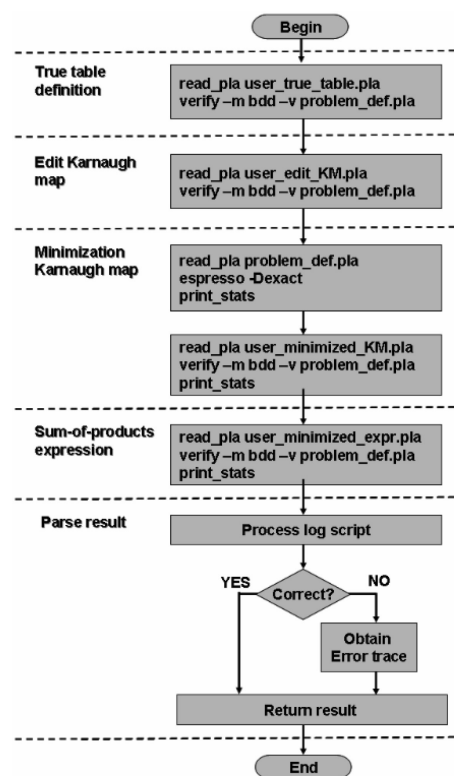 Begin
True table
definition
read_pla user_true_table.pla
verify –m bdd –v problem_def.pla
Edit Karnaugh
map
read_pla user_edit_KM.pla
verify –m bdd –v problem_def.pla
Minimization
Karnaugh map
read_pla problem_def.pla
espresso -Dexact
print_stats
read_pla user_minimized_KM.pla
verify –m bdd –v problem_def.pla
print_stats
Sum-of-products
expression
read_pla user_minimized_expr.pla
verify –m bdd –v problem_def.pla
print_stats
Parse result
Process log script
YES
NO
Correct?
Obtain
Error trace
Return result
End